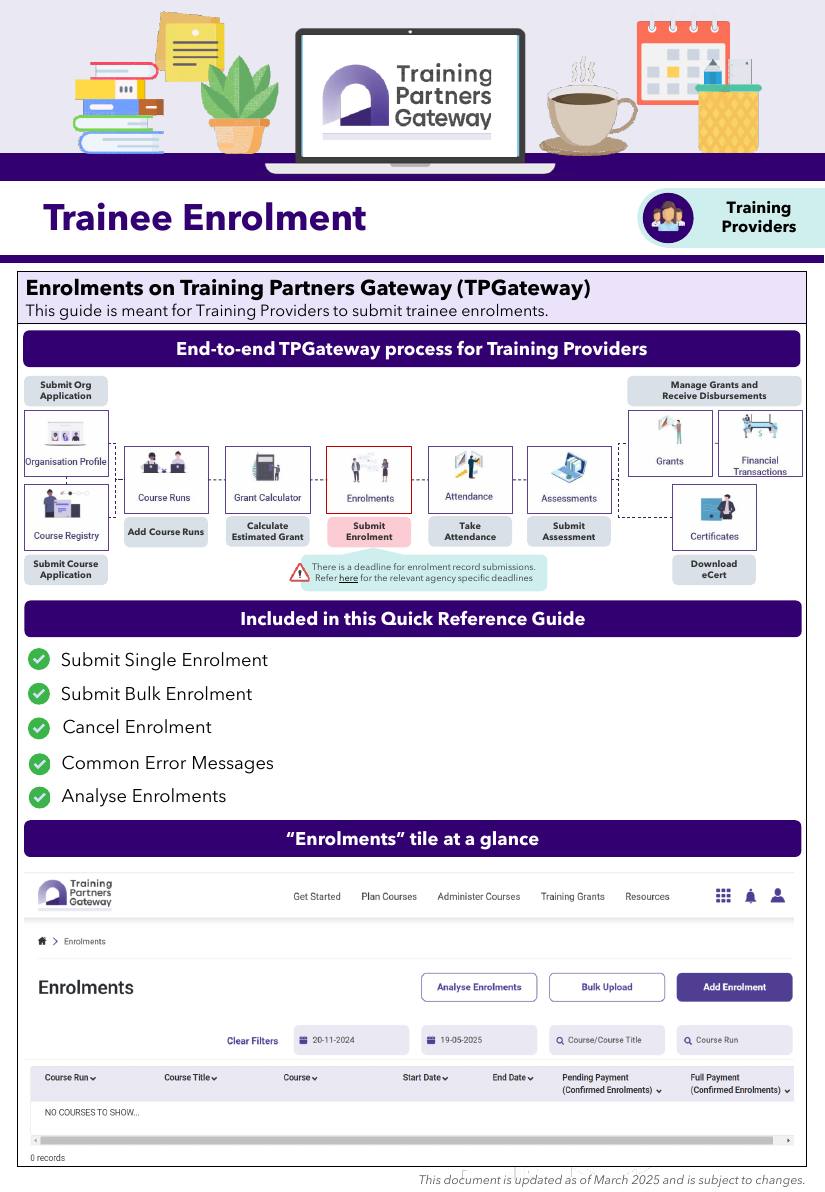 Training
Partners
Gateway
Trainee Enrolment
Training
Providers
Enrolments on Training Partners Gateway (TPGateway)
This guide is meant for Training Providers to submit trainee enrolments.
End-to-end TPGateway process for Training Providers
Submit Org
Application
Manage Grants and
Receive Disbursements
Organisation Profile
Course Registry
Course Runs
Grant Calculator
Enrolments
Attendance
Assessments
Grants
Financial
Transactions
Certificates
Add Course Runs
Calculate
Estimated Grant
Submit
Enrolment
Take
Attendance
Submit
Assessment
Submit Course
Application
Download
eCert
There is a deadline for enrolment record submissions.
Refer here for the relevant agency specific deadlines
Included in this Quick Reference Guide
Submit Single Enrolment
Submit Bulk Enrolment
Cancel Enrolment
Common Error Messages
Analyse Enrolments
“Enrolments” tile at a glance
Training
Partners
Gateway
Get Started Plan Courses Administer Courses Training Grants Resources
Enrolments
Enrolments
Analyse Enrolments Bulk Upload Add Enrolment
Clear Filters 20-11-2024 19-05-2025 Course/Course Title Course Run
Course Run Course Title Course Start Date End Date Pending Payment Full Payment
(Confirmed Enrolments) (Confirmed Enrolments)
NO COURSES TO SHOW...
0 records
This document is updated as of March 2025 and is subject to changes.